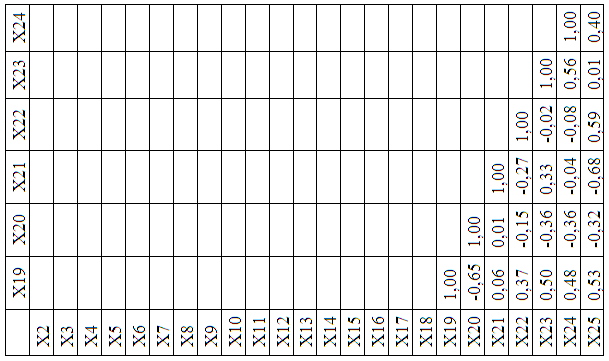 X19 X20 X21 X22 X23 X24
X2
X3
X4
X5
X6
X7
X8
X9
X10
X11
X12
X13
X14
X15
X16
X17
X18
X19 1,00
X20 -0,65 1,00
X21 0,06 0,01 1,00
X22 0,37 -0,15 -0,27 1,00
X23 0,50 -0,36 0,33 -0,02 1,00
X24 0,48 -0,36 -0,04 -0,08 0,56 1,00
X25 0,53 -0,32 -0,68 0,59 0,01 0,40